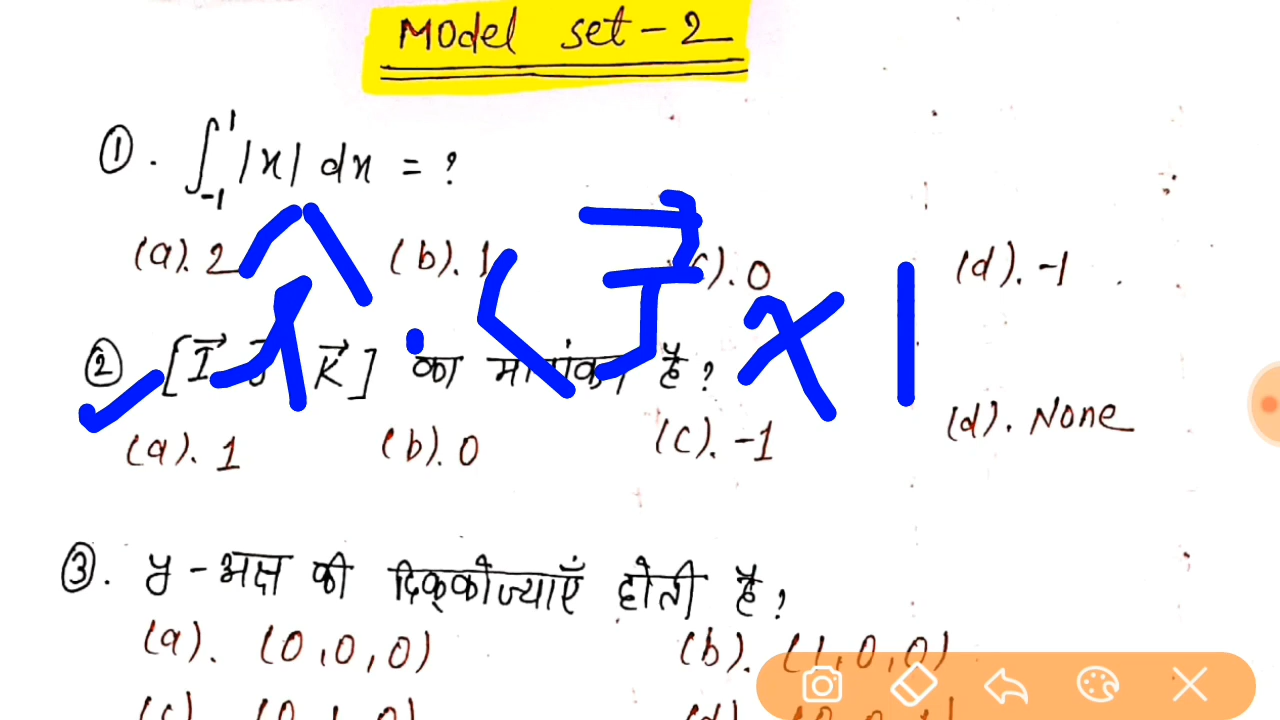 Model set - 2
①. ∫₋₁¹ |x| dx = ?
(a). 2 (b). 1 (c). 0 (d). -1
② [I⃗ J⃗ K⃗] का मानांक है ?
(a). 1 (b). 0 (c). -1 (d). None
③. y - अक्ष की दिक्कोज्याएँ होती है ?
(a). (0,0,0) (b). (1,0,0)